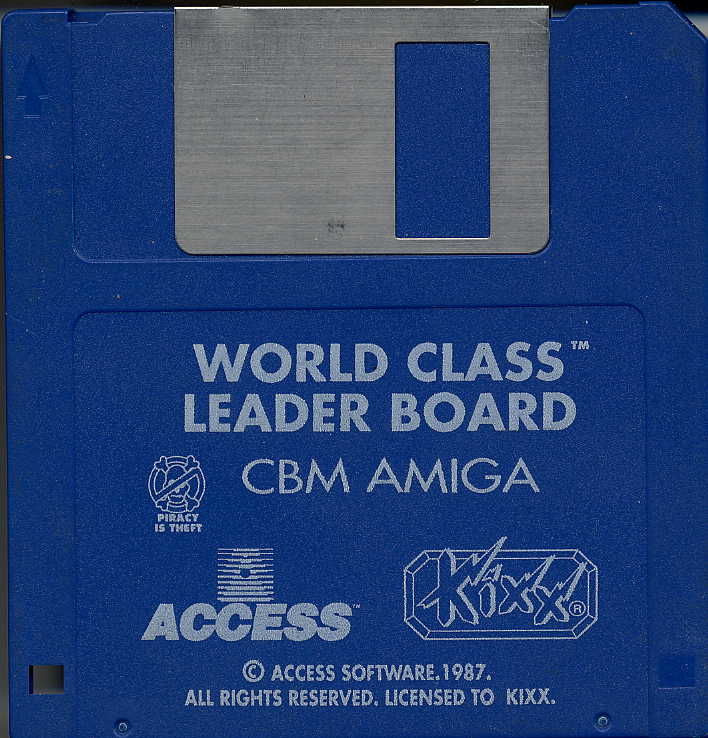 WORLD CLASS™
LEADER BOARD
CBM AMIGA
PIRACY
IS THEFT
ACCESS™
Kixx®
© ACCESS SOFTWARE.1987.
ALL RIGHTS RESERVED. LICENSED TO KIXX.